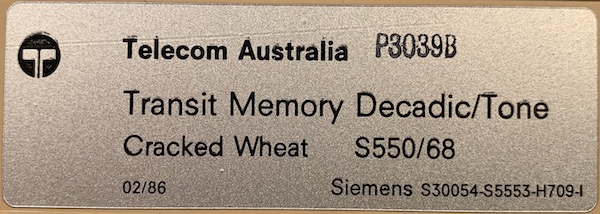 Telecom Australia P3039B
Transit Memory Decadic/Tone
Cracked Wheat S550/68
02/86 Siemens S30054-S5553-H709-I